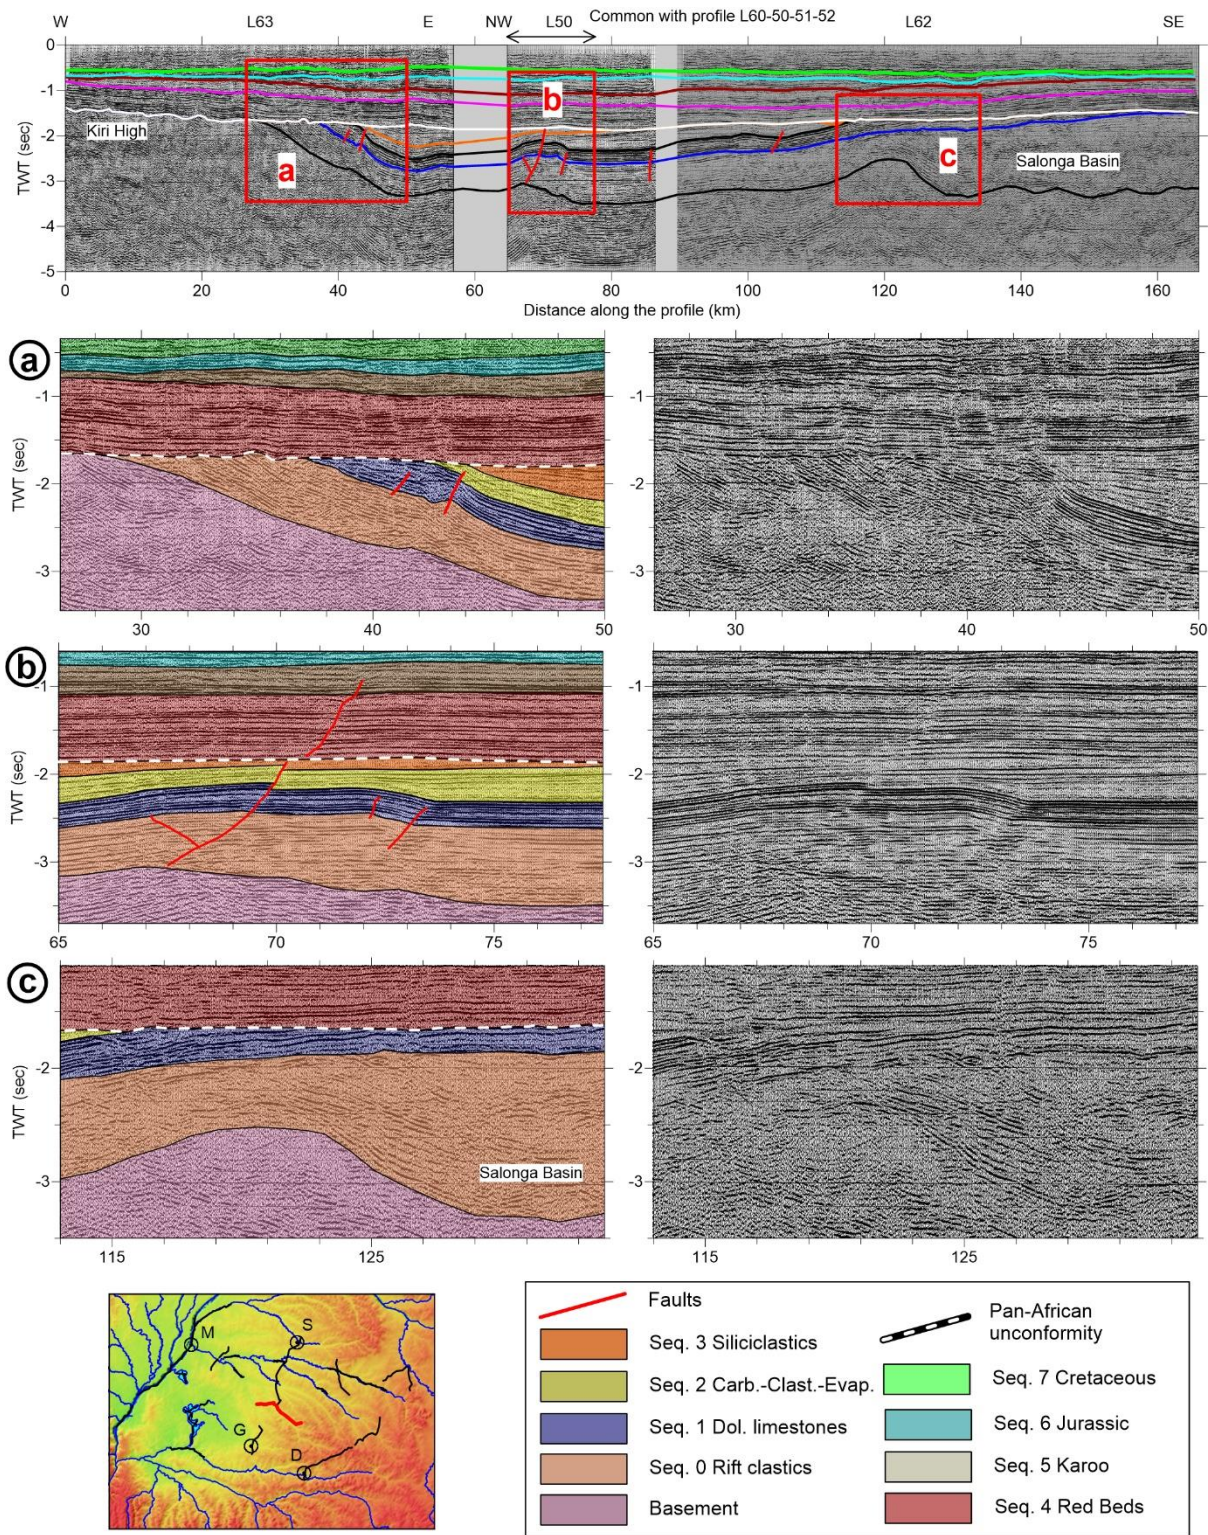 W L63 E NW L50 Common with profile L60-50-51-52 L62 SE
0
-1
-2
-3
-4
-5
TWT (sec)
Kiri High
a
b
c
Salonga Basin
0 20 40 60 80 100 120 140 160
Distance along the profile (km)
a
TWT (sec)
-1 -1
-2 -2
-3 -3
30 40 50 30 40 50
b
TWT (sec)
-1 -1
-2 -2
-3 -3
65 70 75 65 70 75
c
TWT (sec)
-2 -2
-3 -3
Salonga Basin
115 125 115 125
M
S
G
D
Faults
Seq. 3 Siliciclastics
Seq. 2 Carb.-Clast.-Evap.
Seq. 1 Dol. limestones
Seq. 0 Rift clastics
Basement
Pan-African
unconformity
Seq. 7 Cretaceous
Seq. 6 Jurassic
Seq. 5 Karoo
Seq. 4 Red Beds